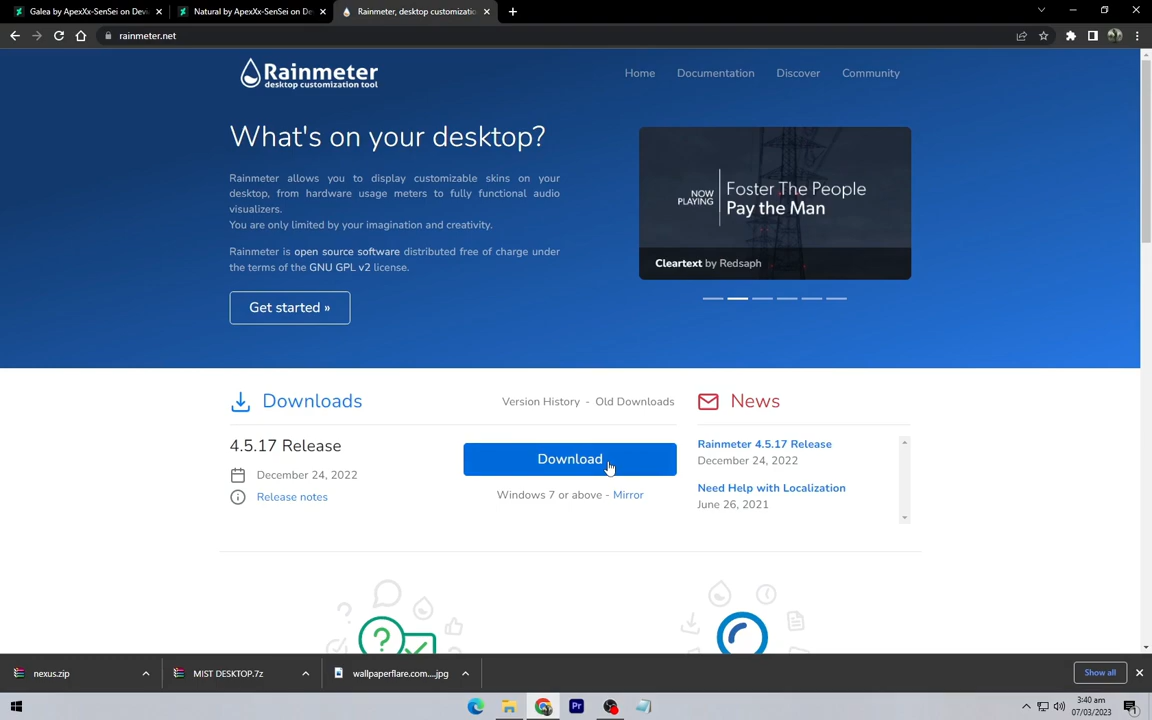 Galea by ApexXx-SenSei on Devi
Natural by ApexXx-SenSei on De
Rainmeter, desktop customizatio
rainmeter.net
Rainmeter
desktop customization tool
Home
Documentation
Discover
Community
What's on your desktop?
Rainmeter allows you to display customizable skins on your
desktop, from hardware usage meters to fully functional audio
visualizers.
You are only limited by your imagination and creativity.
Rainmeter is open source software distributed free of charge under
the terms of the GNU GPL v2 license.
Get started »
NOW
PLAYING
Foster The People
Pay the Man
Cleartext by Redsaph
Downloads
Version History - Old Downloads
4.5.17 Release
December 24, 2022
Release notes
Download
Windows 7 or above - Mirror
News
Rainmeter 4.5.17 Release
December 24, 2022
Need Help with Localization
June 26, 2021
nexus.zip
MIST DESKTOP.7z
wallpaperflare.com....jpg
Show all
Pr
3:40 am
07/03/2023
1